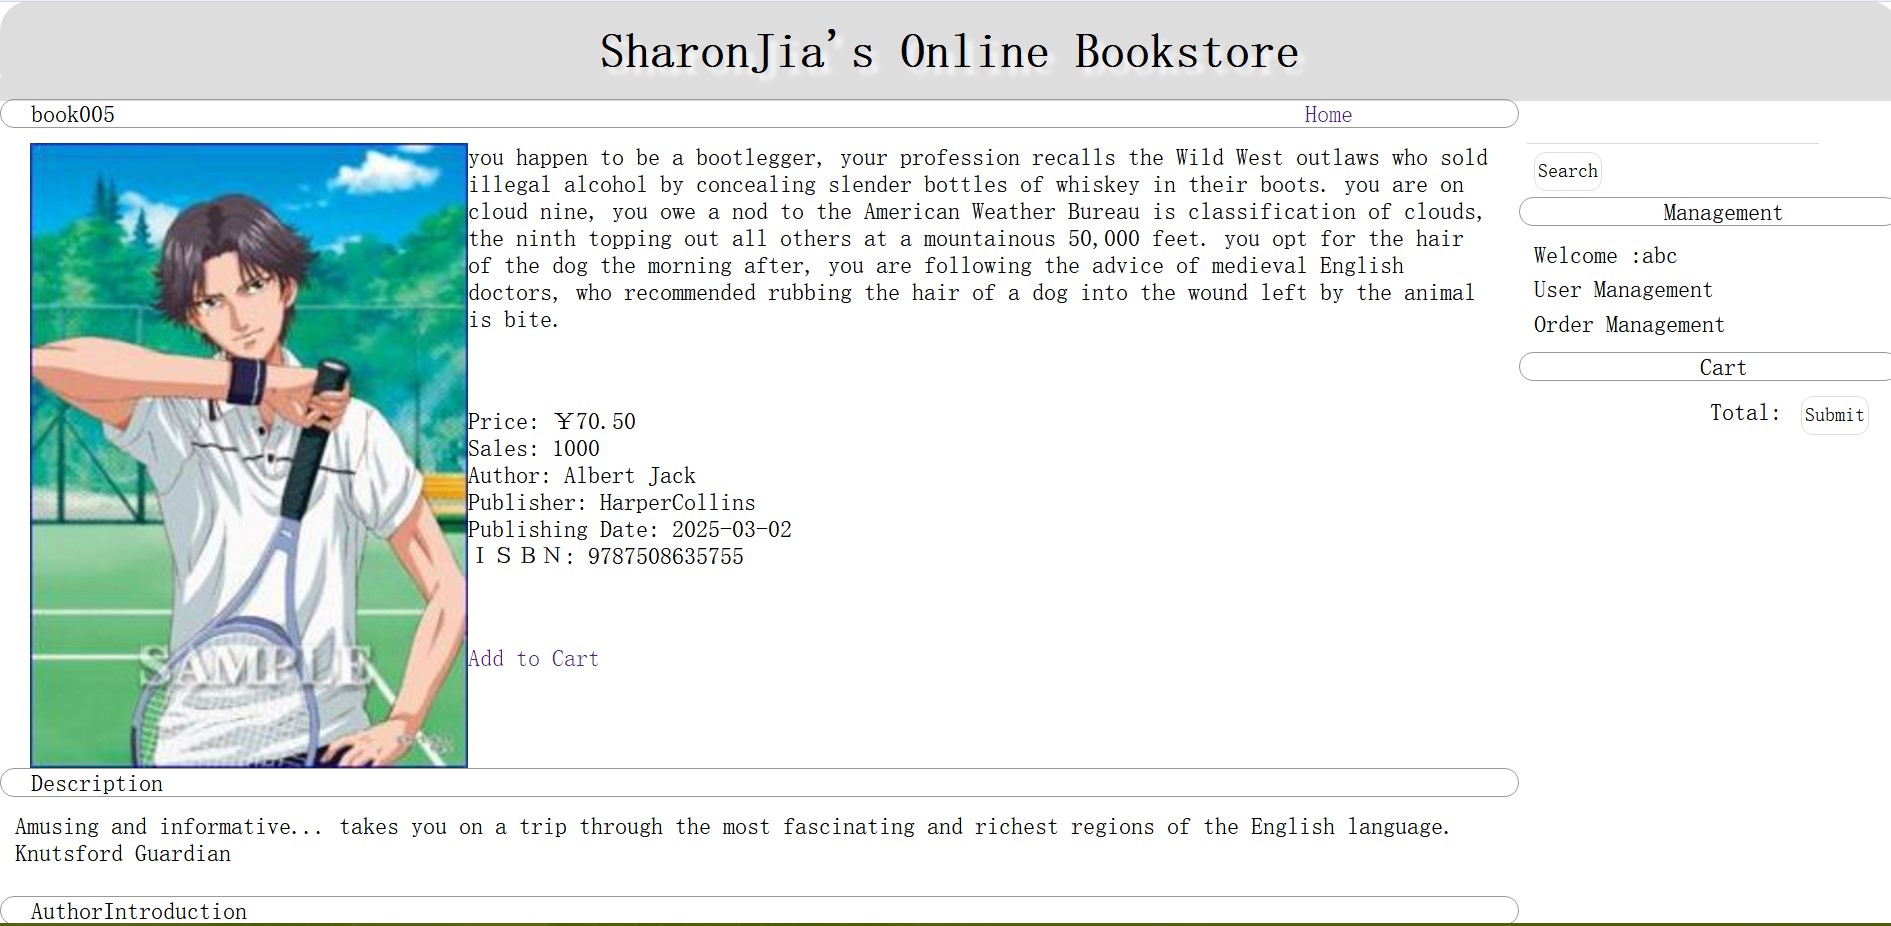 SharonJia's Online Bookstore
book005
Home
you happen to be a bootlegger, your profession recalls the Wild West outlaws who sold
illegal alcohol by concealing slender bottles of whiskey in their boots. you are on
cloud nine, you owe a nod to the American Weather Bureau is classification of clouds,
the ninth topping out all others at a mountainous 50,000 feet. you opt for the hair
of the dog the morning after, you are following the advice of medieval English
doctors, who recommended rubbing the hair of a dog into the wound left by the animal
is bite.
Price: ￥70.50
Sales: 1000
Author: Albert Jack
Publisher: HarperCollins
Publishing Date: 2025-03-02
ＩＳＢＮ: 9787508635755
Add to Cart
SAMPLE
Description
Amusing and informative... takes you on a trip through the most fascinating and richest regions of the English language.
Knutsford Guardian
AuthorIntroduction
Search
Management
Welcome :abc
User Management
Order Management
Cart
Total: Submit